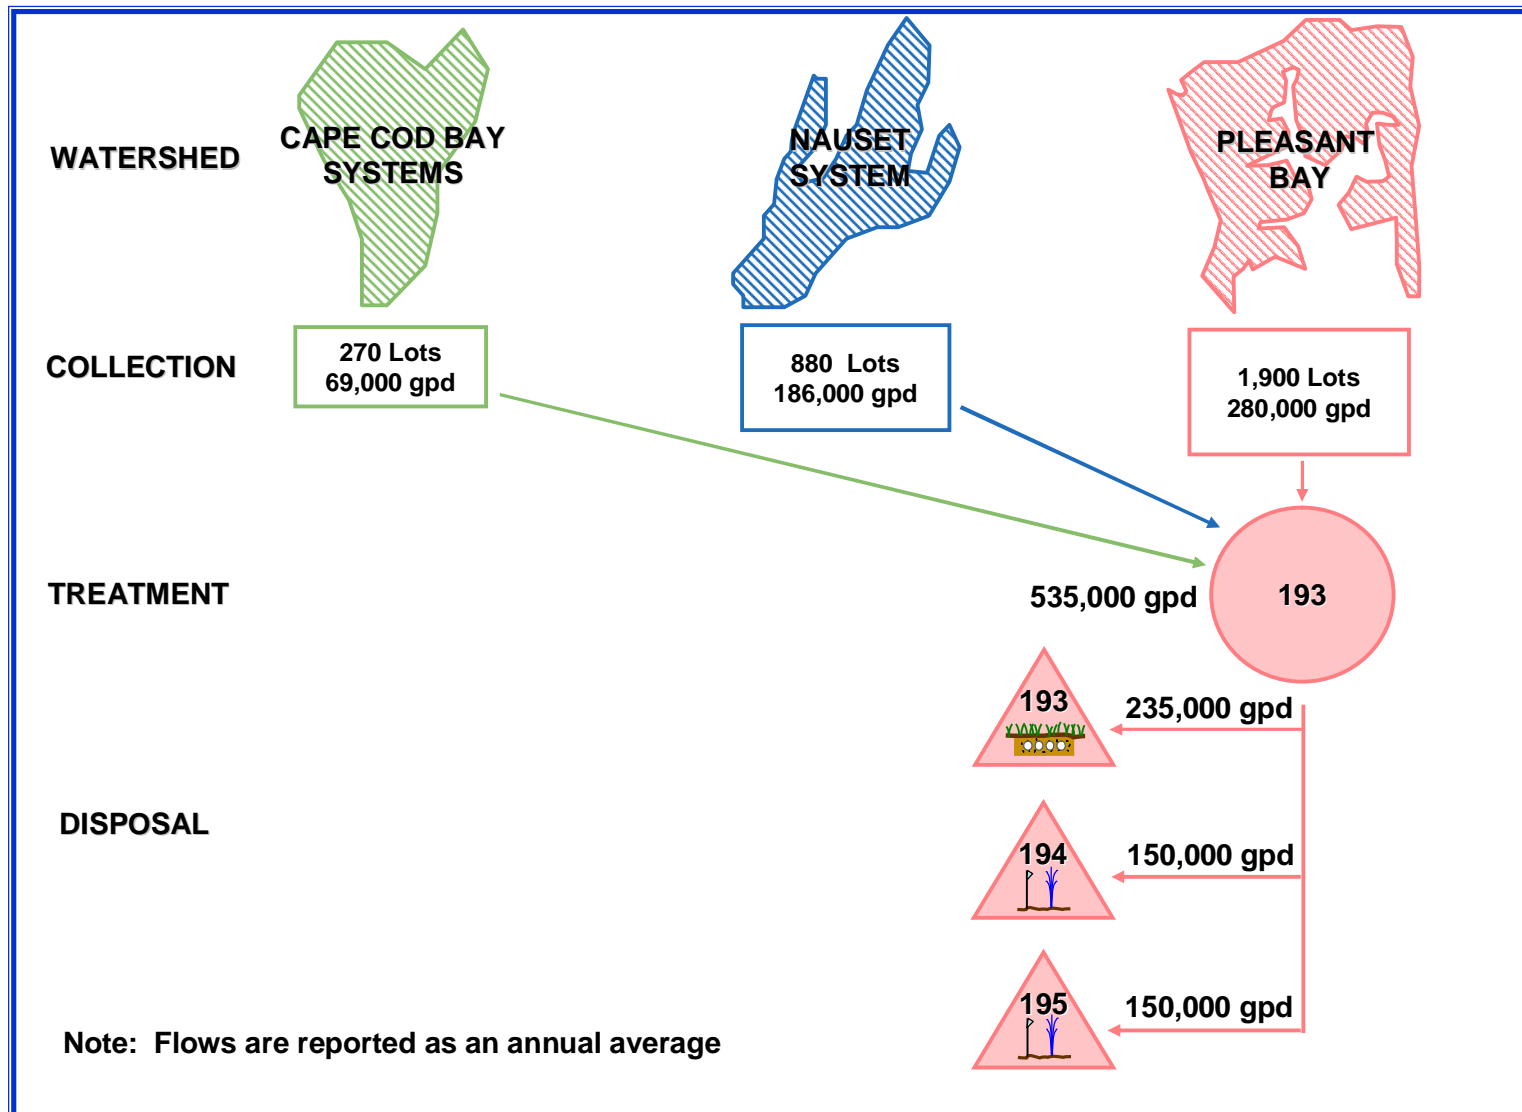 WATERSHED
CAPE COD BAY
SYSTEMS
NAUSET
SYSTEM
PLEASANT
BAY
COLLECTION
270 Lots
69,000 gpd
880 Lots
186,000 gpd
1,900 Lots
280,000 gpd
TREATMENT
535,000 gpd
193
DISPOSAL
193
235,000 gpd
194
150,000 gpd
195
150,000 gpd
Note: Flows are reported as an annual average